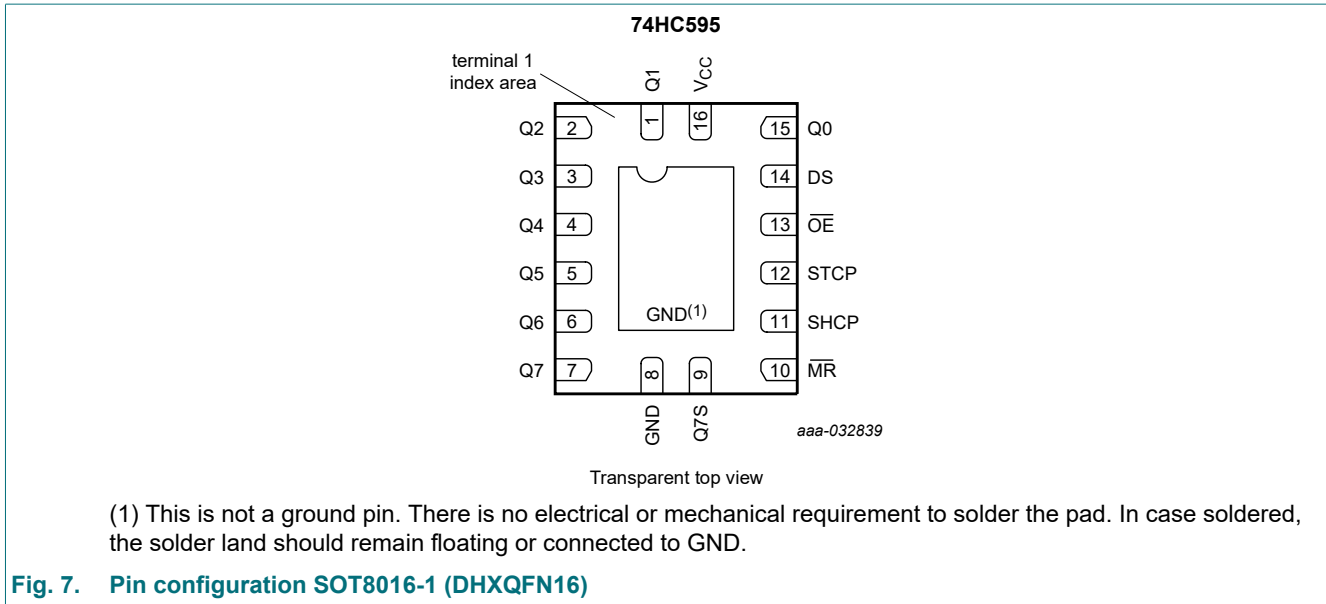 74HC595
terminal 1
index area
Q1
VCC
1
16
Q2 2
15 Q0
Q3 3
14 DS
Q4 4
13 OE
Q5 5
12 STCP
Q6 6
GND(1)
11 SHCP
Q7 7
8
9
10 MR
GND
Q7S
aaa-032839
Transparent top view
(1) This is not a ground pin. There is no electrical or mechanical requirement to solder the pad. In case soldered,
the solder land should remain floating or connected to GND.
Fig. 7. Pin configuration SOT8016-1 (DHXQFN16)